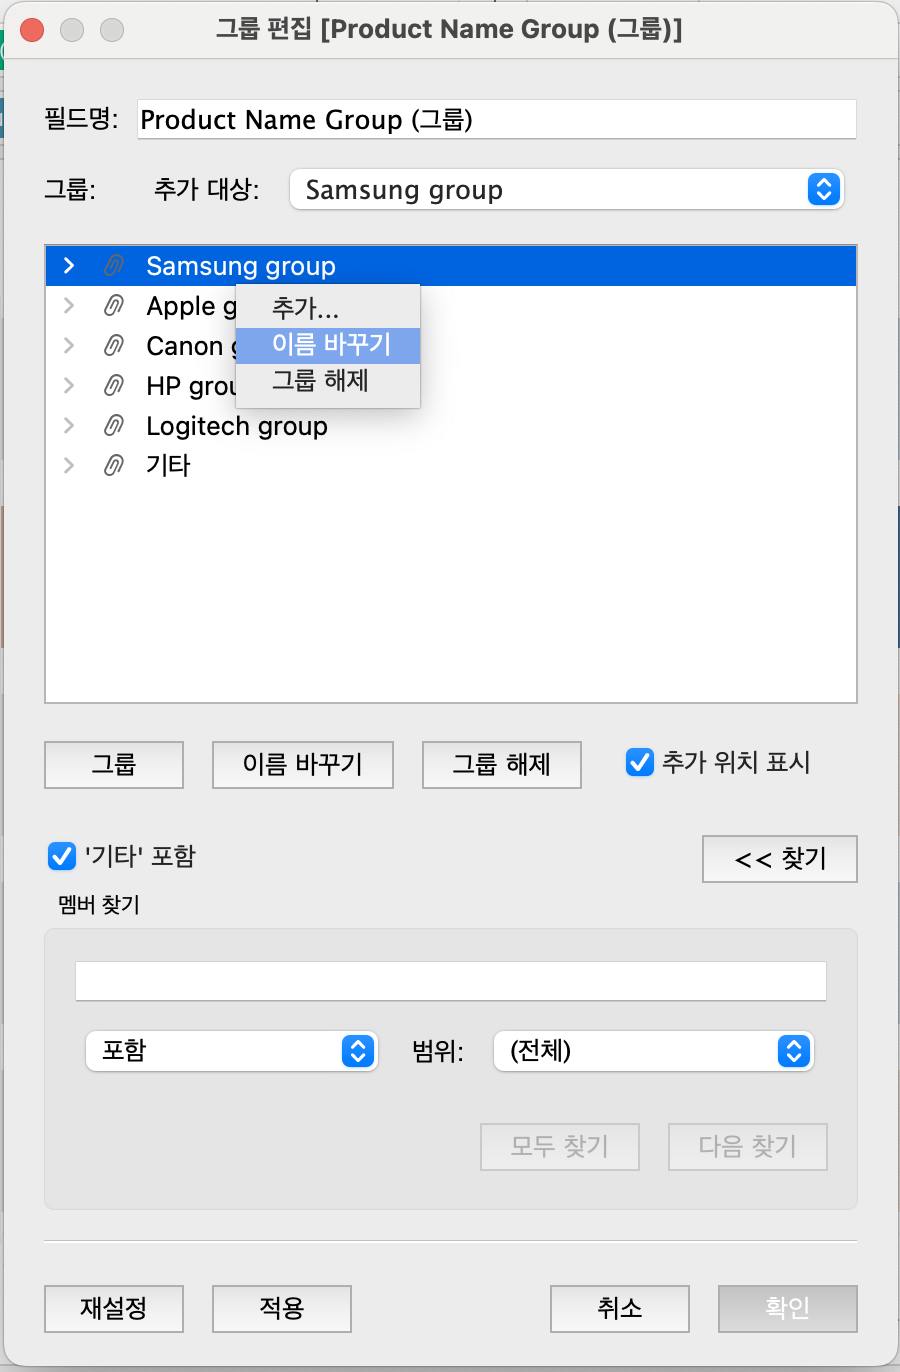 그룹 편집 [Product Name Group (그룹)]
필드명: Product Name Group (그룹)
그룹: 추가 대상: Samsung group
Samsung group
Apple g
추가...
Canon
이름 바꾸기
HP grou
그룹 해제
Logitech group
기타
그룹 이름 바꾸기 그룹 해제 추가 위치 표시
'기타' 포함 << 찾기
멤버 찾기
포함 범위: (전체)
모두 찾기 다음 찾기
재설정 적용 취소 확인